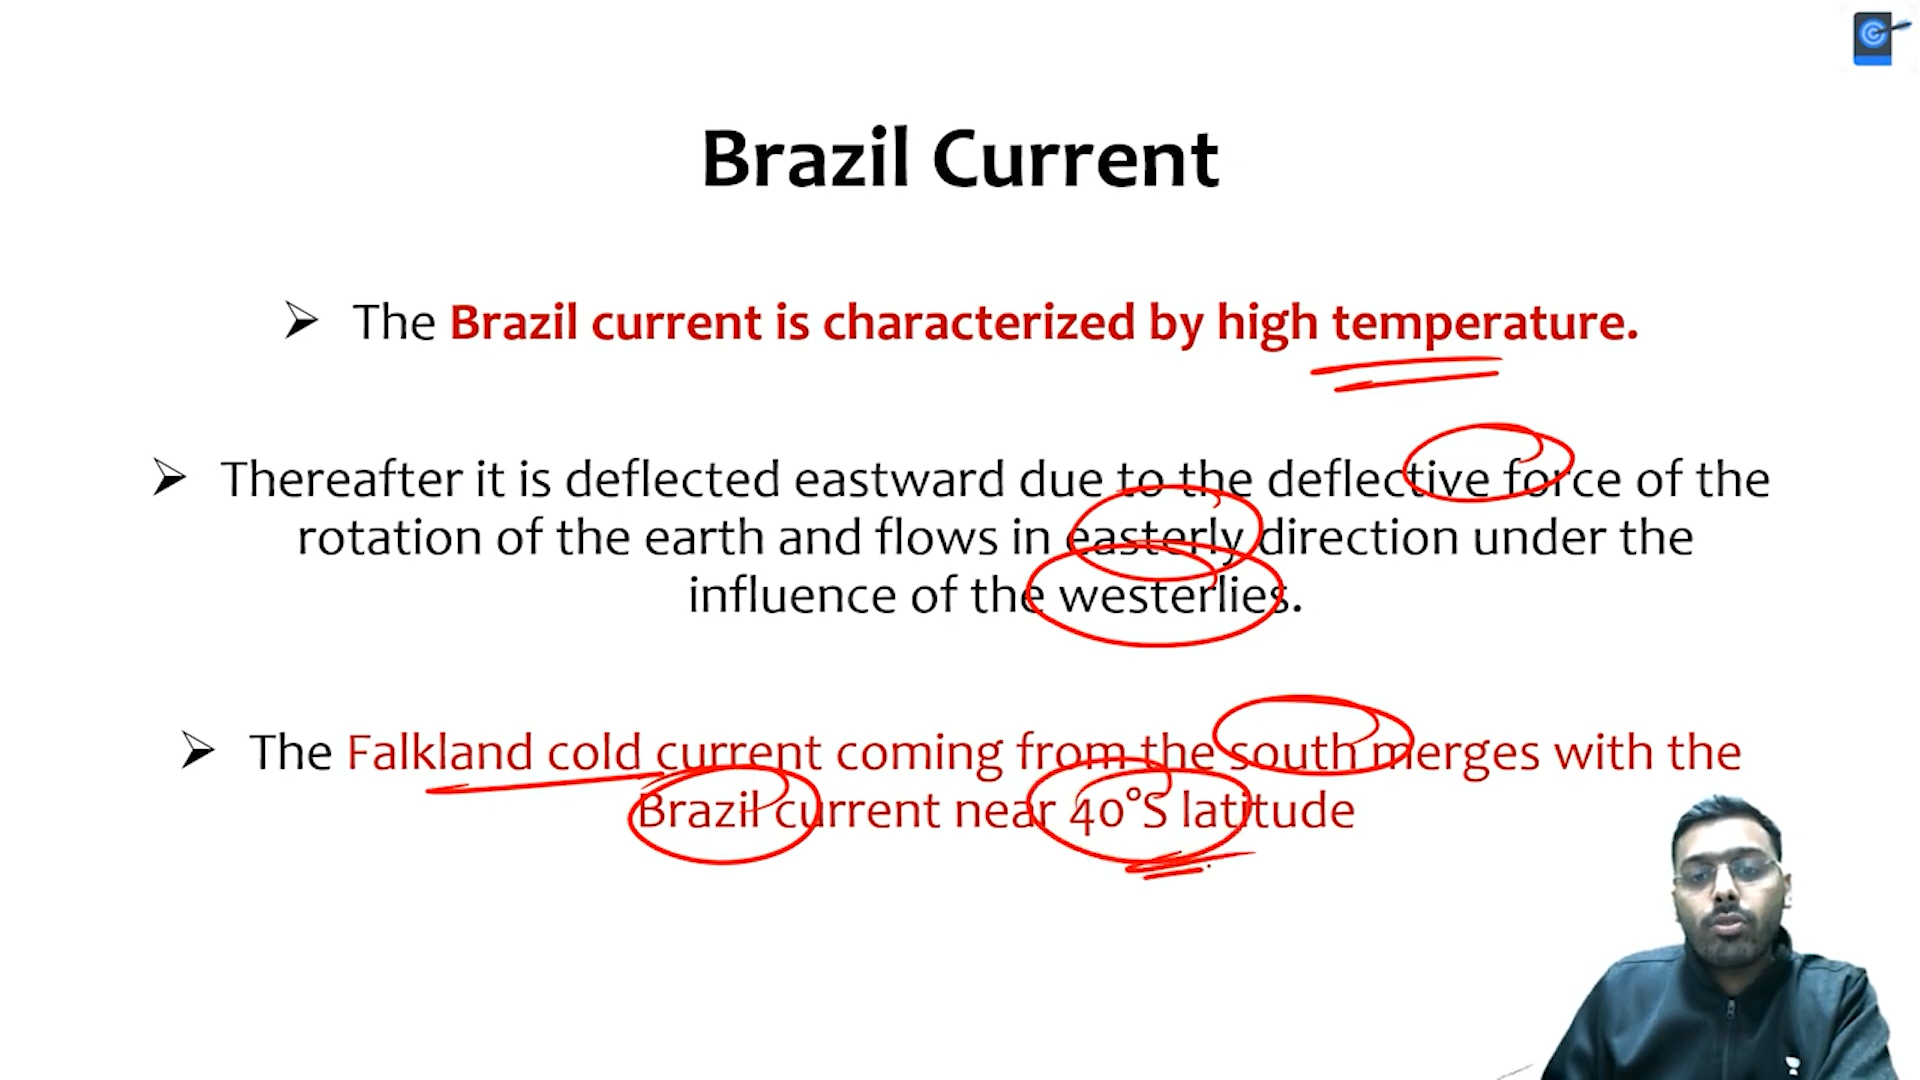 Brazil Current
➢ The Brazil current is characterized by high temperature.
➢ Thereafter it is deflected eastward due to the deflective force of the
rotation of the earth and flows in easterly direction under the
influence of the westerlies.
➢ The Falkland cold current coming from the south merges with the
Brazil current near 40°S latitude